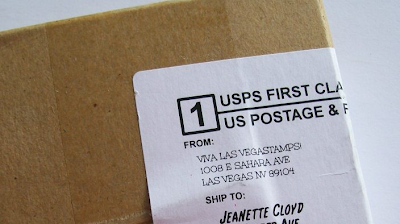 1
USPS FIRST CLA
US POSTAGE &
FROM:
VIVA LAS VEGASTAMPS!
1008 E SAHARA AVE
LAS VEGAS NV 89104
SHIP TO:
JEANETTE CLOYD
AVE